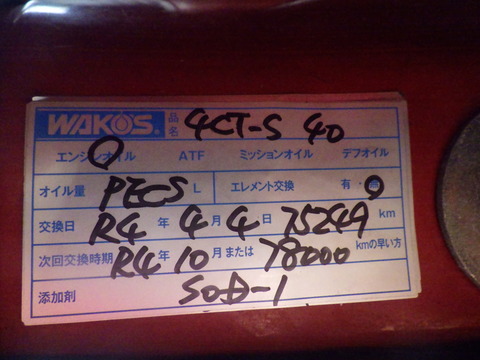 WAKO'S 品名 4CT-S 40
エンジンオイル ATF ミッションオイル デフオイル
オイル量 PECS L エレメント交換 有・無
交換日 R4 年 4 月 4 日 75249 km
次回交換時期 R4 年 10 月または 78000 kmの早い方
添加剤 SOD-1